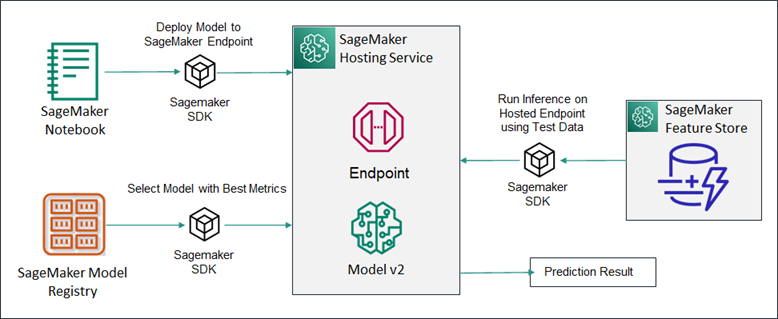 Deploy Model to
SageMaker Endpoint
Sagemaker
SDK
SageMaker
Notebook
Select Model with Best Metrics
Sagemaker
SDK
SageMaker Model
Registry
SageMaker
Hosting Service
Endpoint
Model v2
Run Inference on
Hosted Endpoint
using Test Data
Sagemaker
SDK
SageMaker
Feature Store
Prediction Result